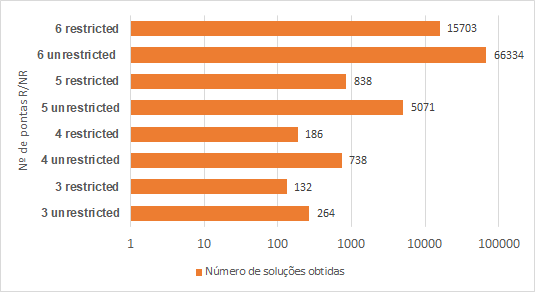 Nº de pontas R/NR
6 restricted
15703
6 unrestricted
66334
5 restricted
838
5 unrestricted
5071
4 restricted
186
4 unrestricted
738
3 restricted
132
3 unrestricted
264
1 10 100 1000 10000 100000
Número de soluções obtidas